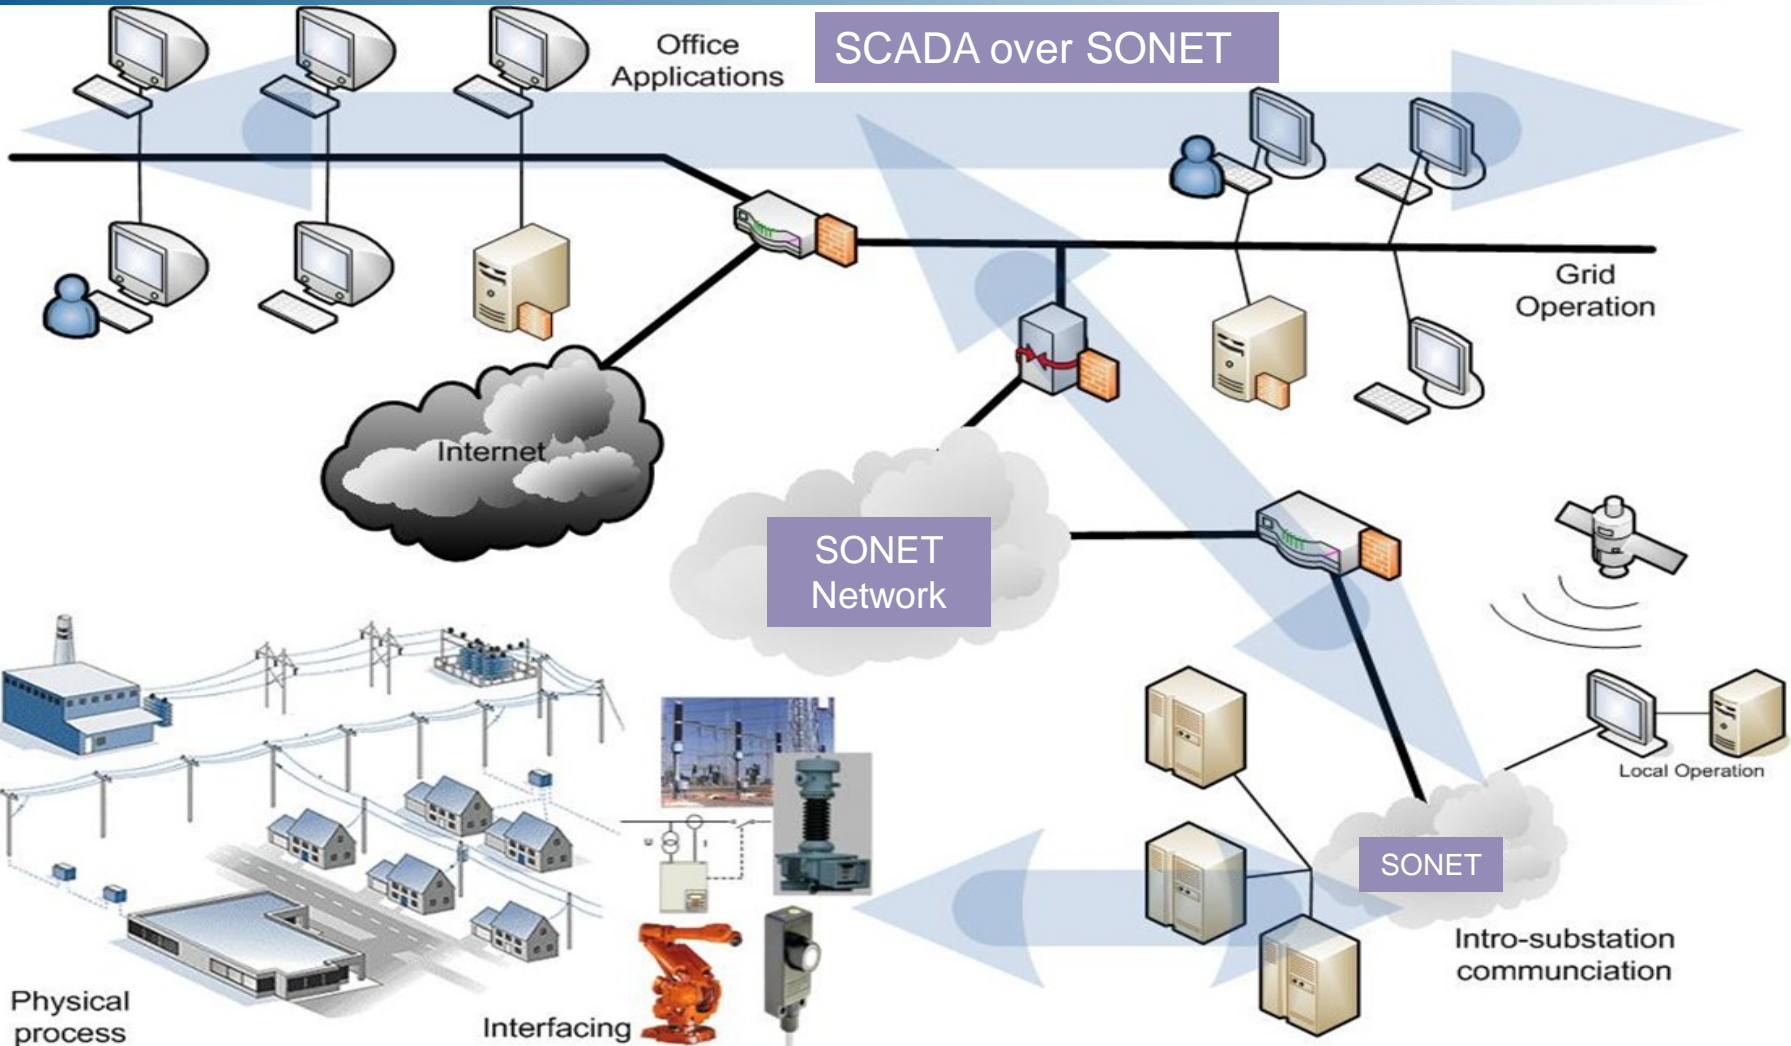 SCADA over SONET
Office
Applications
Grid
Operation
Internet
SONET
Network
Local Operation
SONET
Intro-substation
communciation
Physical
process
Interfacing